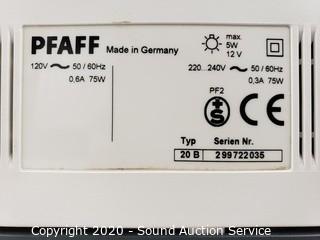 PFAFF Made in Germany
max.
5W
12 V
120V ~ 50 / 60Hz
0,6A 75W
220...240V ~ 50 / 60Hz
0,3A 75W
PF2
S
CE
Typ Serien Nr.
20 B 299722035
Copyright 2020 - Sound Auction Service